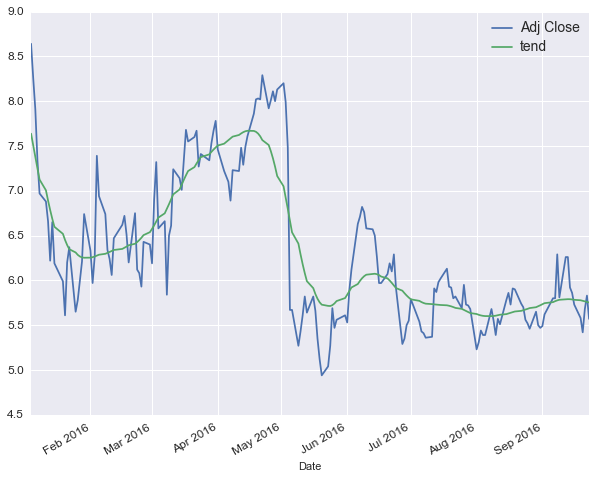 9.0
8.5
8.0
7.5
7.0
6.5
6.0
5.5
5.0
4.5
Adj Close
tend
Feb 2016
Mar 2016
Apr 2016
May 2016
Jun 2016
Jul 2016
Aug 2016
Sep 2016
Date